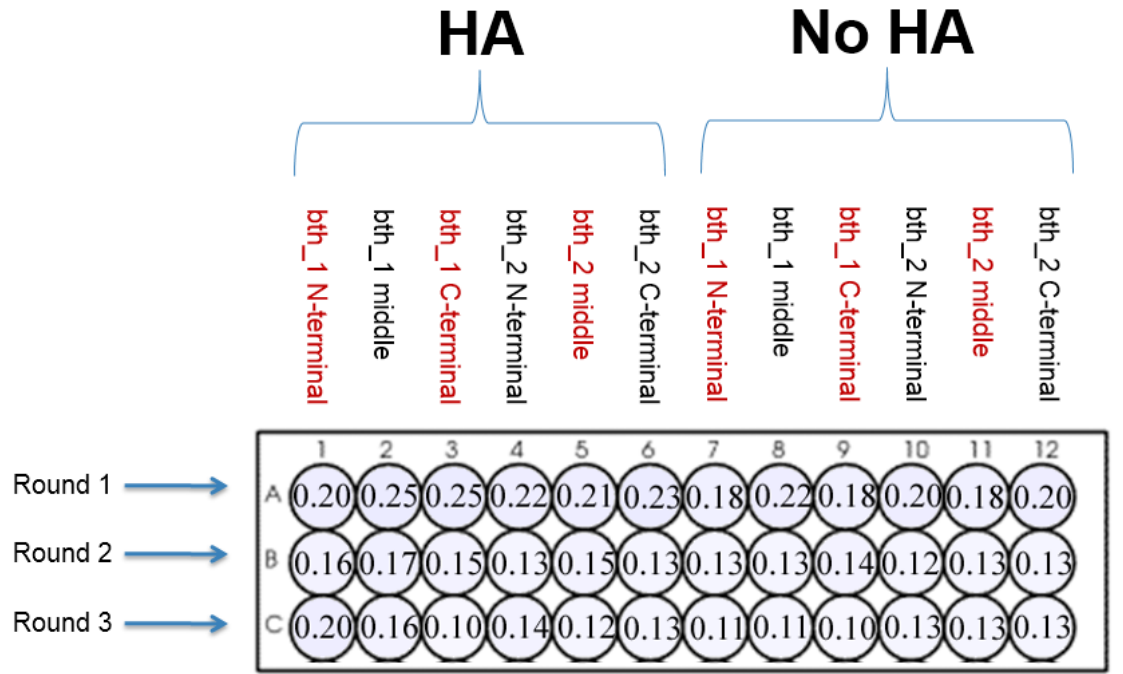 HA No HA
bth_1 N-terminal
bth_1 middle
bth_1 C-terminal
bth_2 N-terminal
bth_2 middle
bth_2 C-terminal
bth_1 N-terminal
bth_1 middle
bth_1 C-terminal
bth_2 N-terminal
bth_2 middle
bth_2 C-terminal
1 2 3 4 5 6 7 8 9 10 11 12
Round 1 A 0.20 0.25 0.25 0.22 0.21 0.23 0.18 0.22 0.18 0.20 0.18 0.20
Round 2 B 0.16 0.17 0.15 0.13 0.15 0.13 0.13 0.13 0.14 0.12 0.13 0.13
Round 3 C 0.20 0.16 0.10 0.14 0.12 0.13 0.11 0.11 0.10 0.13 0.13 0.13